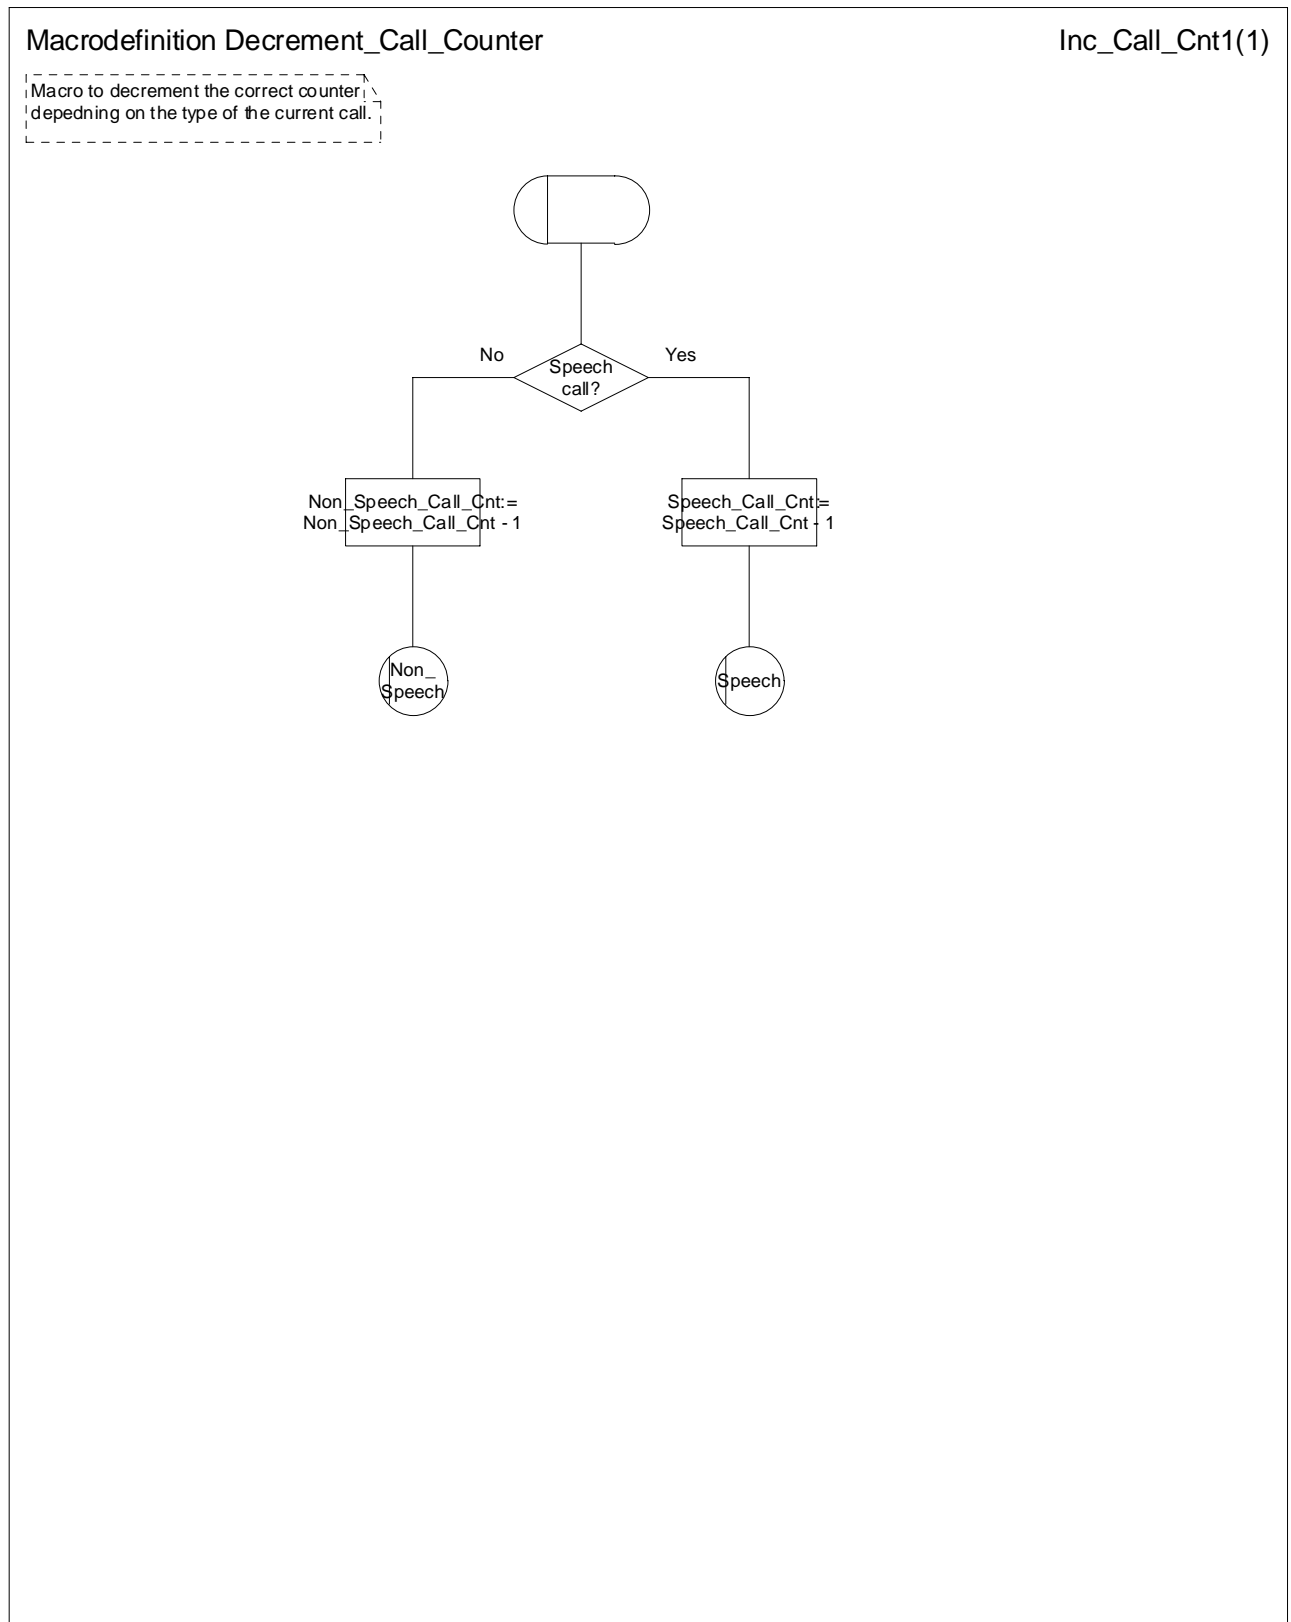 Macrodefinition Decrement_Call_Counter
Inc_Call_Cnt1(1)
Macro to decrement the correct counter
depedning on the type of the current call.
No
Yes
Speech
call?
Non_Speech_Call_Cnt:=
Non_Speech_Call_Cnt - 1
Speech_Call_Cnt:=
Speech_Call_Cnt - 1
Non_
Speech
Speech